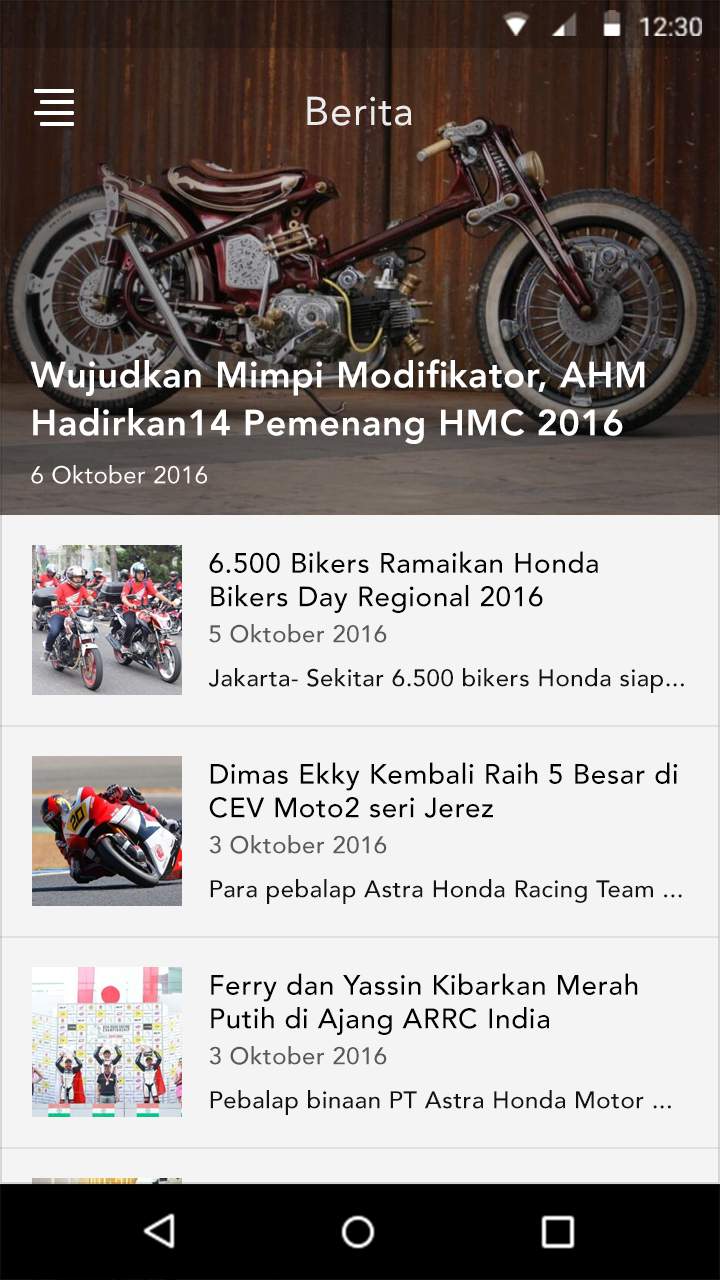 12:30
Berita
Wujudkan Mimpi Modifikator, AHM
Hadirkan14 Pemenang HMC 2016
6 Oktober 2016
6.500 Bikers Ramaikan Honda
Bikers Day Regional 2016
5 Oktober 2016
Jakarta- Sekitar 6.500 bikers Honda siap...
Dimas Ekky Kembali Raih 5 Besar di
CEV Moto2 seri Jerez
3 Oktober 2016
20
Para pebalap Astra Honda Racing Team ...
Ferry dan Yassin Kibarkan Merah
Putih di Ajang ARRC India
3 Oktober 2016
Pebalap binaan PT Astra Honda Motor ...